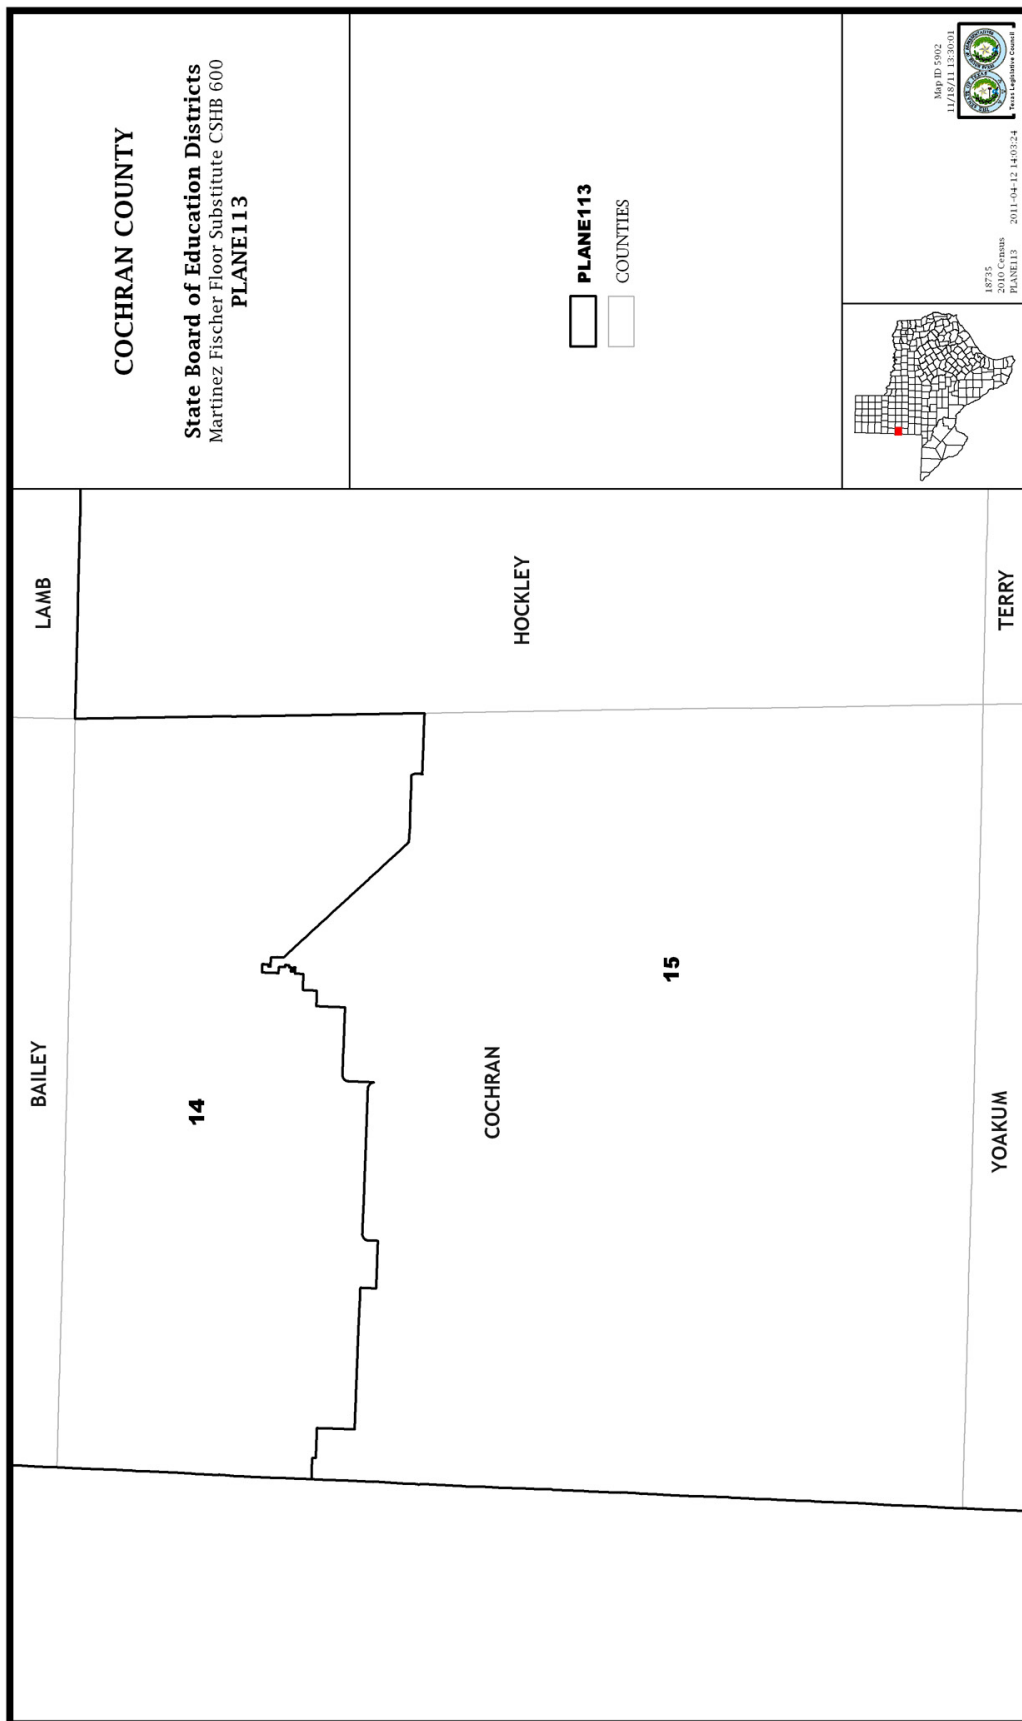 COCHRAN COUNTY
State Board of Education Districts
Martinez Fischer Floor Substitute CSHB 600
PLANE113
PLANE113
COUNTIES
Map ID 5902
11/18/11 13:30:01
Texas Legislative Council
18735
2010 Census
PLANE113 2011-04-12 14:03:24
BAILEY
LAMB
14
HOCKLEY
COCHRAN
15
YOAKUM
TERRY